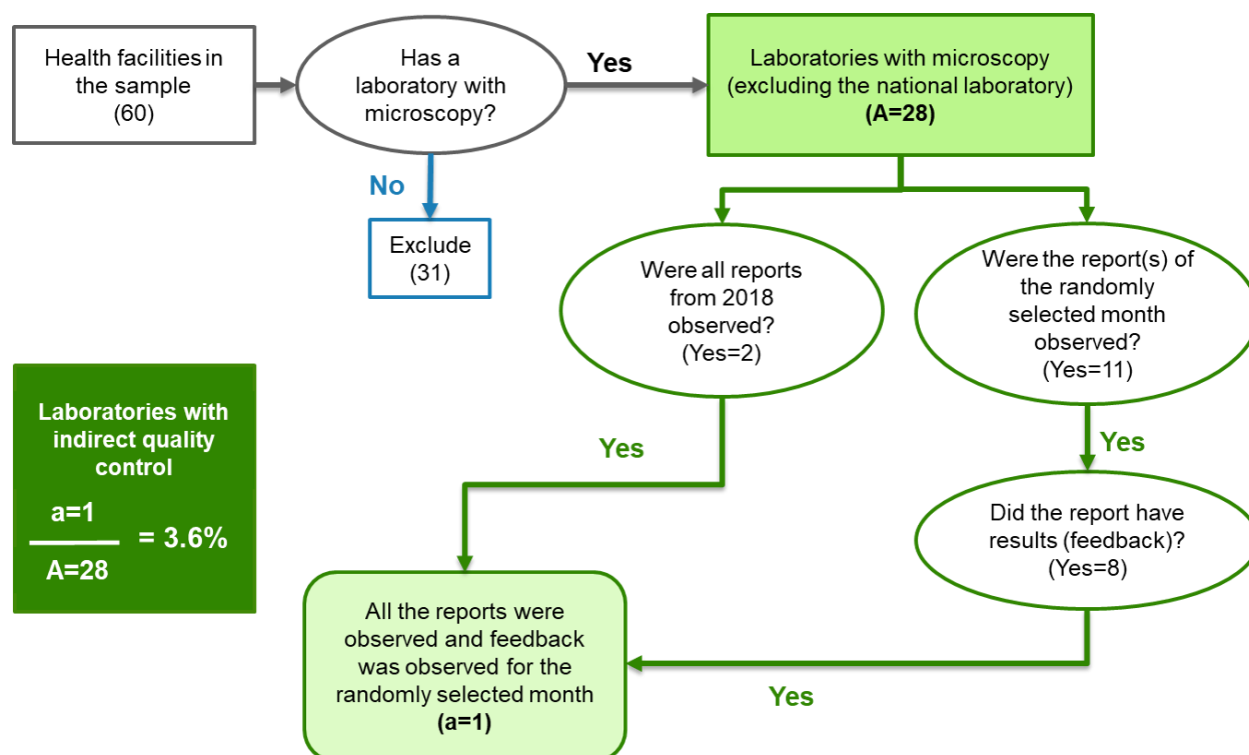 Health facilities in
the sample
(60)
Has a
laboratory with
microscopy?
Yes
Laboratories with microscopy
(excluding the national laboratory)
(A=28)
No
Exclude
(31)
Were all reports
from 2018
observed?
(Yes=2)
Were the report(s) of
the randomly
selected month
observed?
(Yes=11)
Laboratories with
indirect quality
control
a=1
= 3.6%
A=28
Yes
Yes
Did the report have
results (feedback)?
(Yes=8)
All the reports were
observed and feedback
was observed for the
randomly selected month
(a=1)
Yes